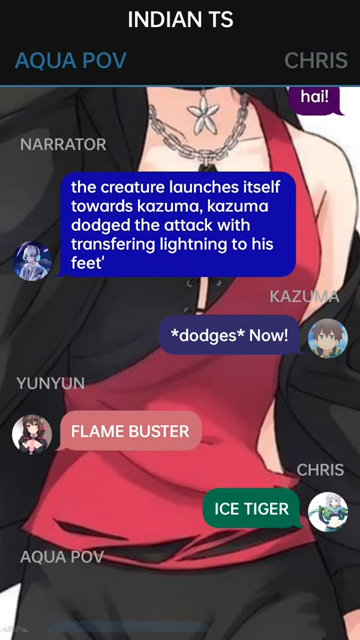 INDIAN TS
AQUA POV
CHRIS
hai!
NARRATOR
the creature launches itself
towards kazuma, kazuma
dodged the attack with
transfering lightning to his
feet'
KAZUMA
*dodges* Now!
YUNYUN
FLAME BUSTER
CHRIS
ICE TIGER
AQUA POV